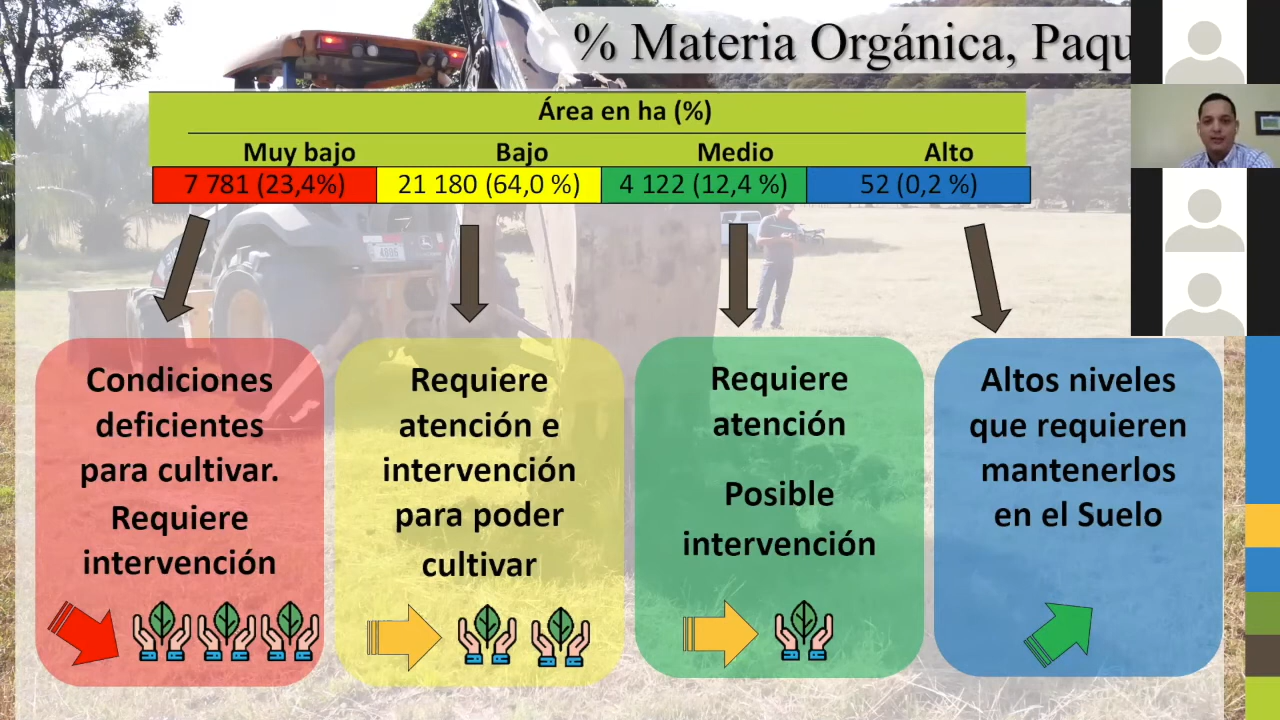 % Materia Orgánica,
Área en ha (%)
Muy bajo Bajo Medio Alto
7 781 (23,4%) 21 180 (64,0 %) 4 122 (12,4 %) 52 (0,2 %)
Condiciones
deficientes
para cultivar.
Requiere
intervención
Requiere
atención e
intervención
para poder
cultivar
Requiere
atención
Posible
intervención
Altos niveles
que requieren
mantenerlos
en el Suelo